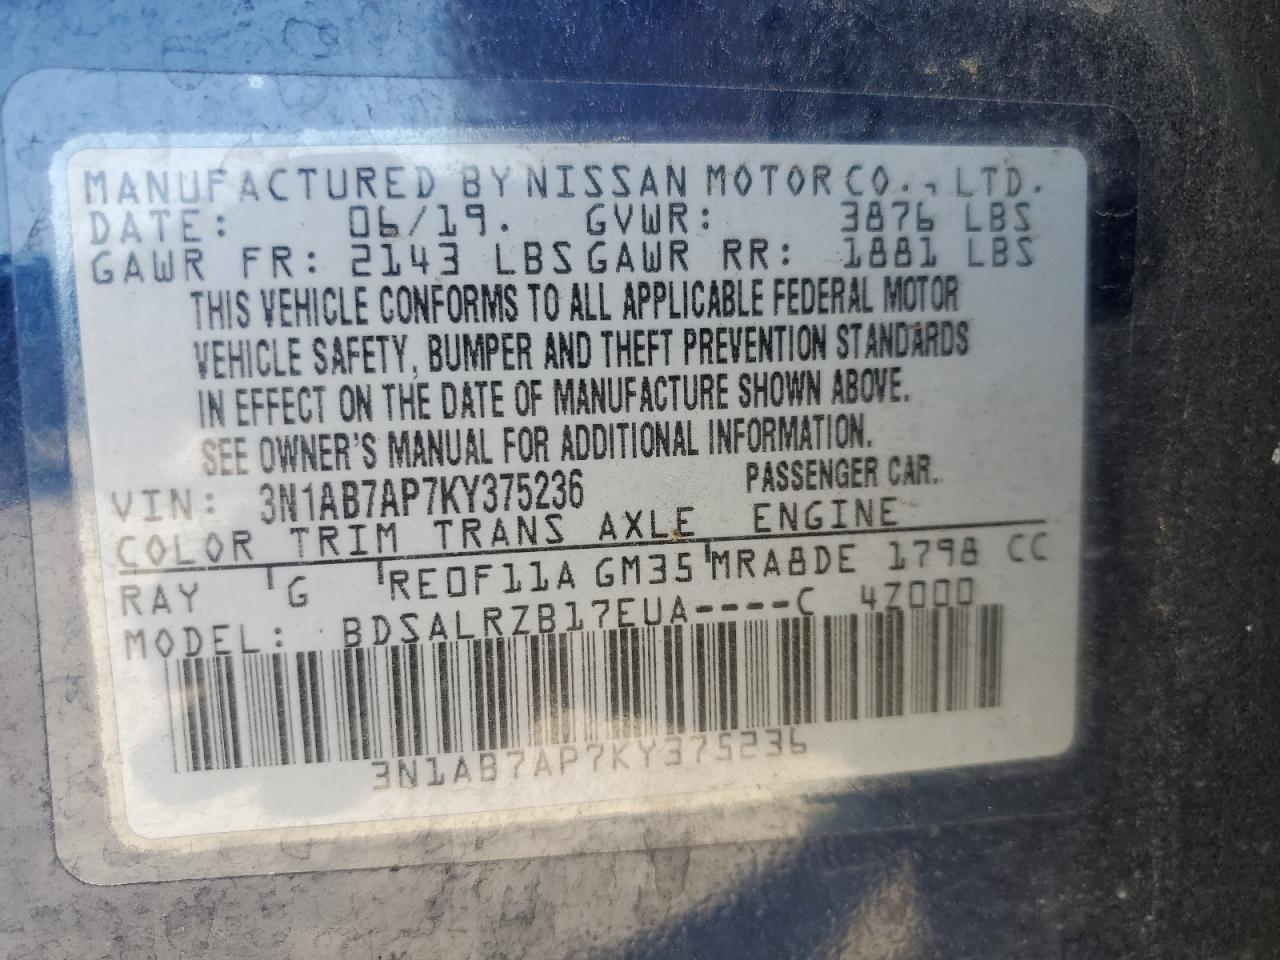 MANUFACTURED BY NISSAN MOTOR CO., LTD.
DATE: 06/19. GVWR: 3876 LBS
GAWR FR: 2143 LBS GAWR RR: 1881 LBS
THIS VEHICLE CONFORMS TO ALL APPLICABLE FEDERAL MOTOR
VEHICLE SAFETY, BUMPER AND THEFT PREVENTION STANDARDS
IN EFFECT ON THE DATE OF MANUFACTURE SHOWN ABOVE.
SEE OWNER'S MANUAL FOR ADDITIONAL INFORMATION.
VIN: 3N1AB7AP7KY375236 PASSENGER CAR.
COLOR TRIM TRANS AXLE ENGINE
RAY G RE0F11A GM35 MRA8DE 1798 CC
MODEL: BDSALRZB17EUA----C 4Z000
3N1AB7AP7KY375236